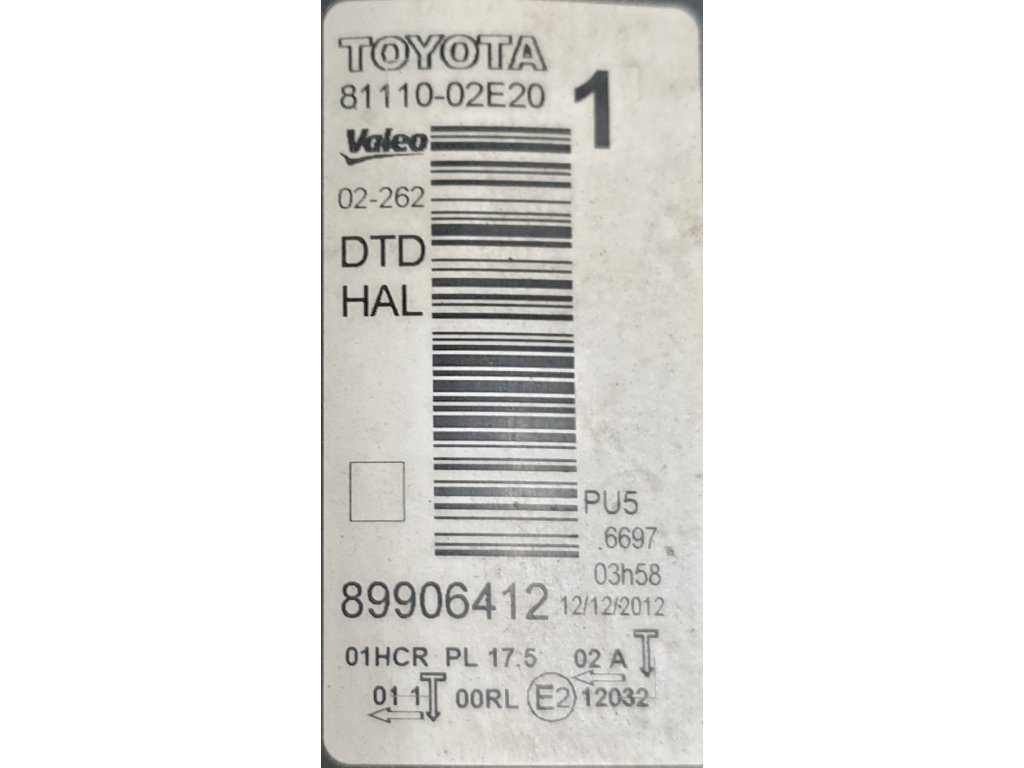 TOYOTA
81110-02E20 1
Valeo
02-262
DTD
HAL
PU5
.6697
03h58
89906412 12/12/2012
01HCR PL 17.5 02 A
01 1 00RL E2 12032